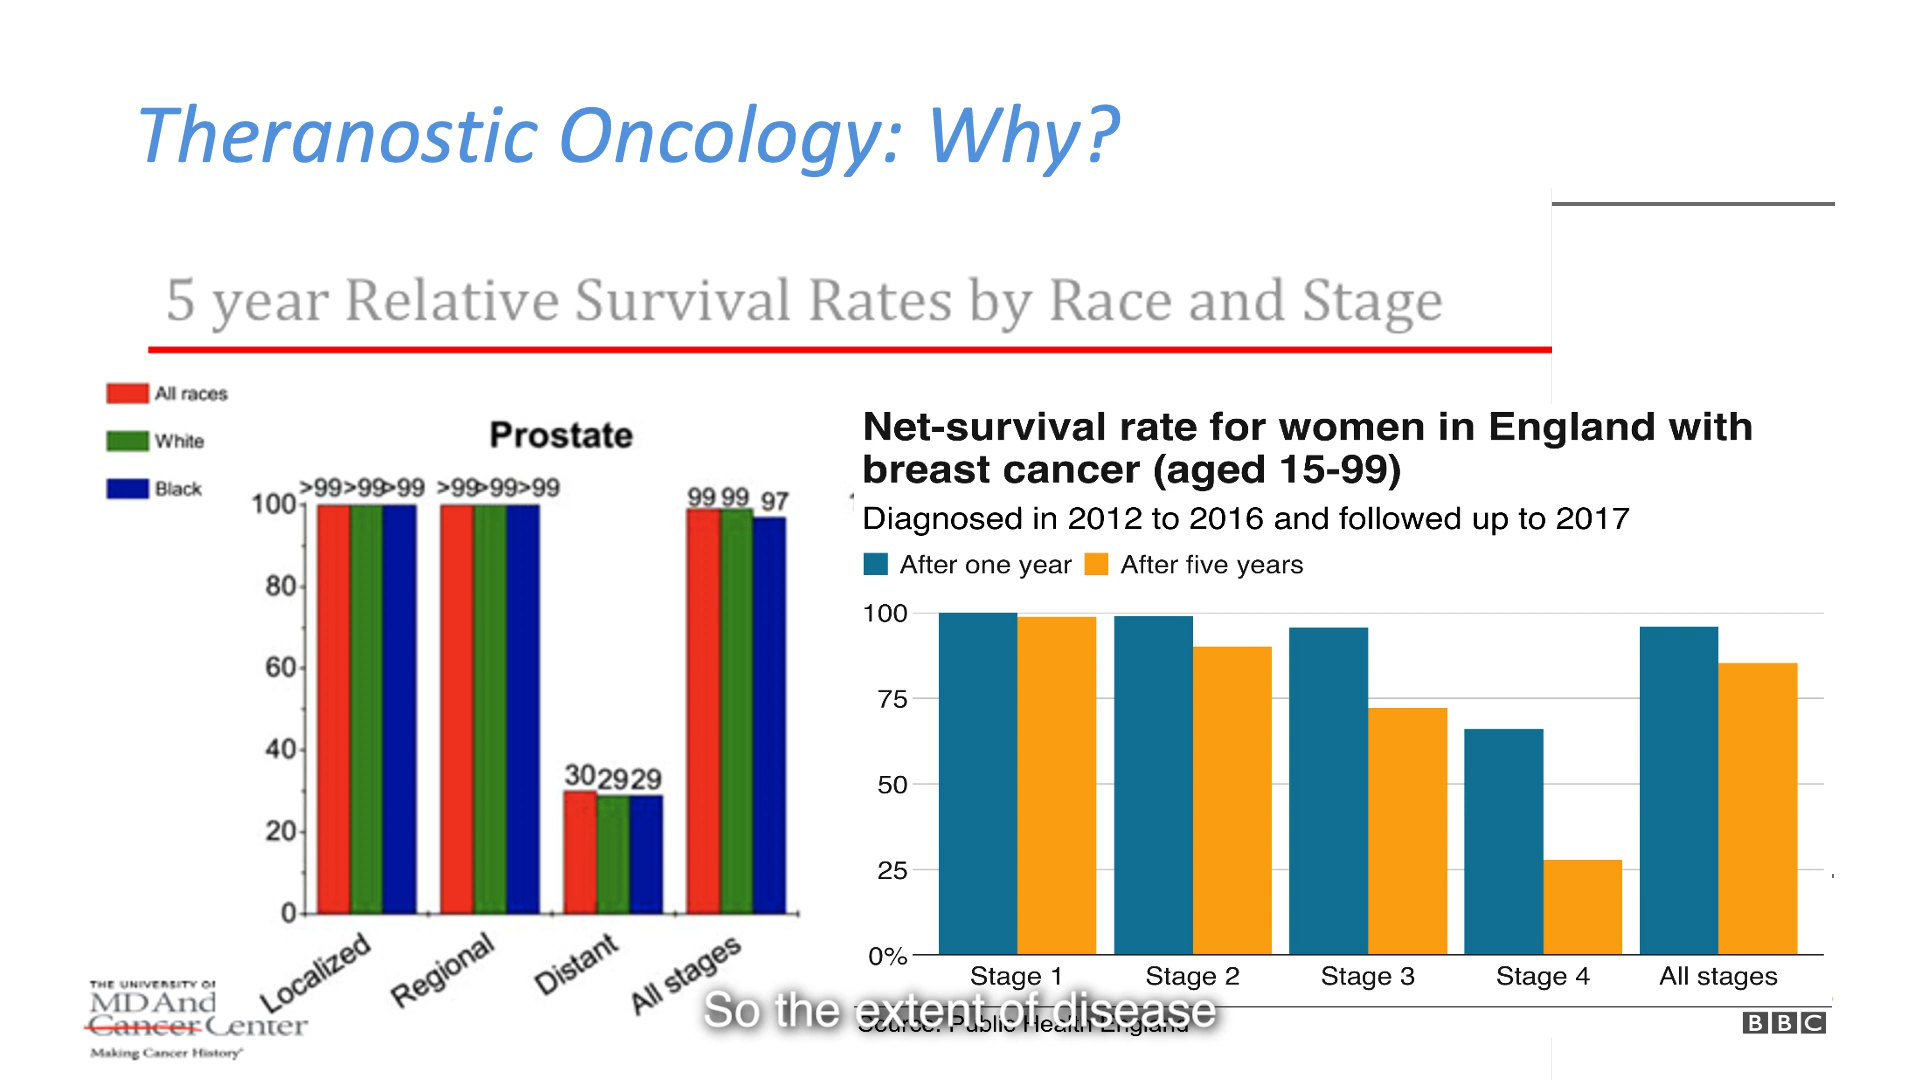 Theranostic Oncology: Why?
5 year Relative Survival Rates by Race and Stage
All races
White
Black
Prostate
>99>99>99 >99>99>99
99 99 97
30 29 29
100
80
60
40
20
0
Localized Regional Distant All stages
Net-survival rate for women in England with
breast cancer (aged 15-99)
Diagnosed in 2012 to 2016 and followed up to 2017
After one year After five years
100
75
50
25
0%
Stage 1 Stage 2 Stage 3 Stage 4 All stages
Source: Public Health England
BBC
So the extent of disease
THE UNIVERSITY OF
MD And
Cancer Center
Making Cancer History®